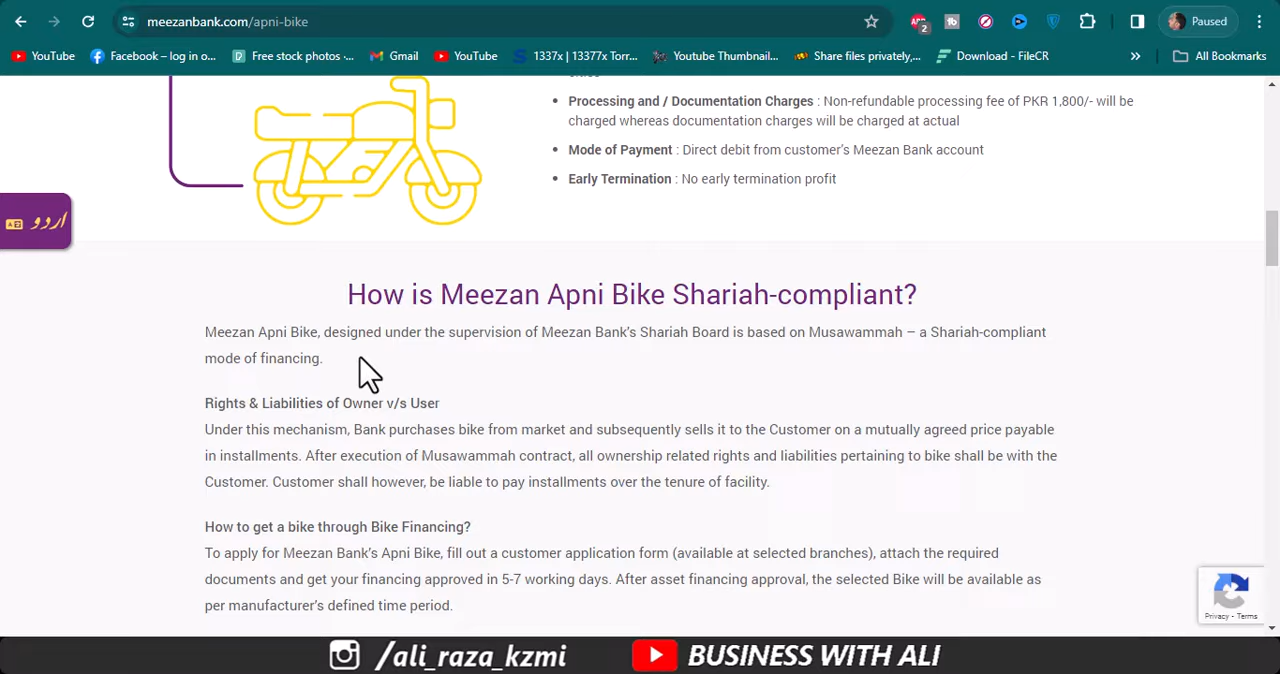 meezanbank.com/apni-bike
Paused
2
YouTube
Facebook – log in o...
Free stock photos -...
Gmail
YouTube
1337x | 13377x Torr...
Youtube Thumbnail...
Share files privately,...
Download - FileCR
All Bookmarks
• Processing and / Documentation Charges : Non-refundable processing fee of PKR 1,800/- will be
charged whereas documentation charges will be charged at actual
• Mode of Payment : Direct debit from customer's Meezan Bank account
• Early Termination : No early termination profit
اردو
How is Meezan Apni Bike Shariah-compliant?
Meezan Apni Bike, designed under the supervision of Meezan Bank's Shariah Board is based on Musawammah – a Shariah-compliant
mode of financing.
Rights & Liabilities of Owner v/s User
Under this mechanism, Bank purchases bike from market and subsequently sells it to the Customer on a mutually agreed price payable
in installments. After execution of Musawammah contract, all ownership related rights and liabilities pertaining to bike shall be with the
Customer. Customer shall however, be liable to pay installments over the tenure of facility.
How to get a bike through Bike Financing?
To apply for Meezan Bank's Apni Bike, fill out a customer application form (available at selected branches), attach the required
documents and get your financing approved in 5-7 working days. After asset financing approval, the selected Bike will be available as
per manufacturer's defined time period.
Privacy - Terms
/ali_raza_kzmi
BUSINESS WITH ALI